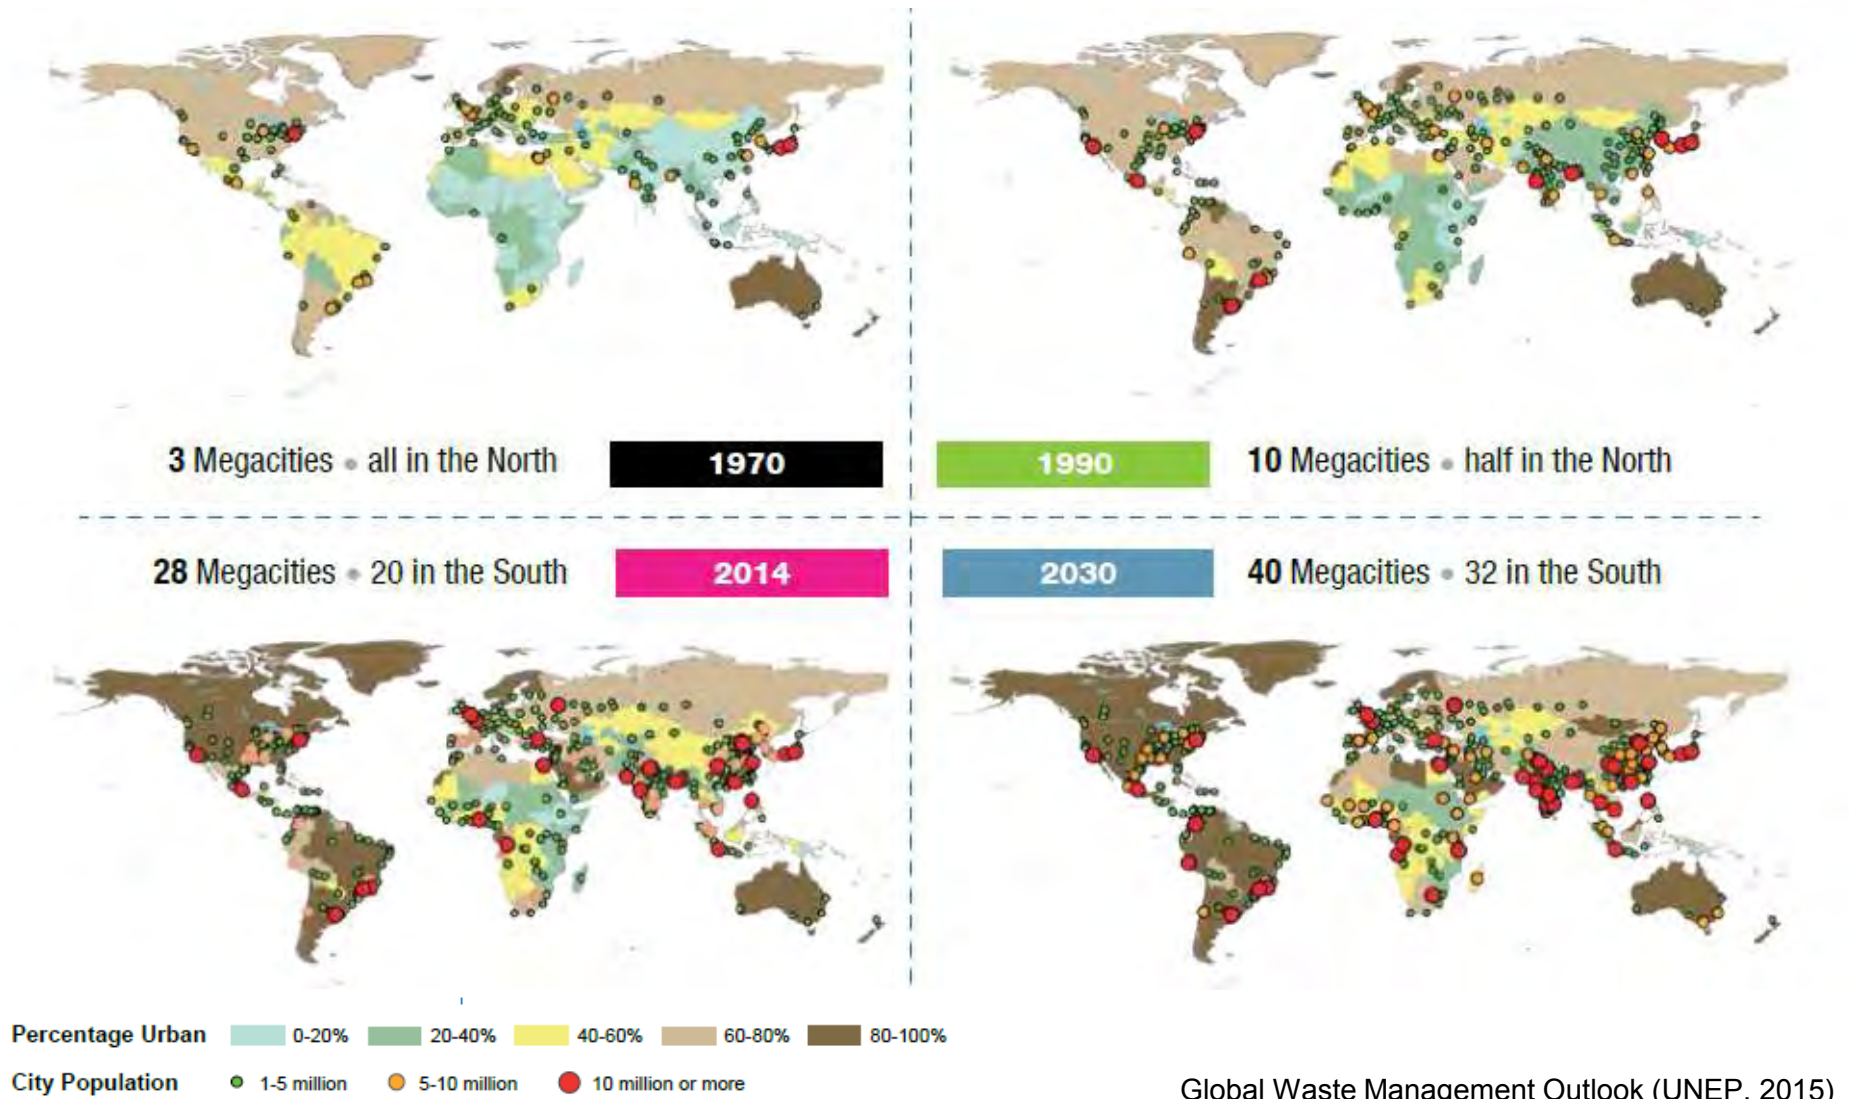 3 Megacities • all in the North
1970
1990
10 Megacities • half in the North
28 Megacities • 20 in the South
2014
2030
40 Megacities • 32 in the South
Percentage Urban 0-20% 20-40% 40-60% 60-80% 80-100%
City Population 1-5 million 5-10 million 10 million or more
Global Waste Management Outlook (UNEP, 2015)